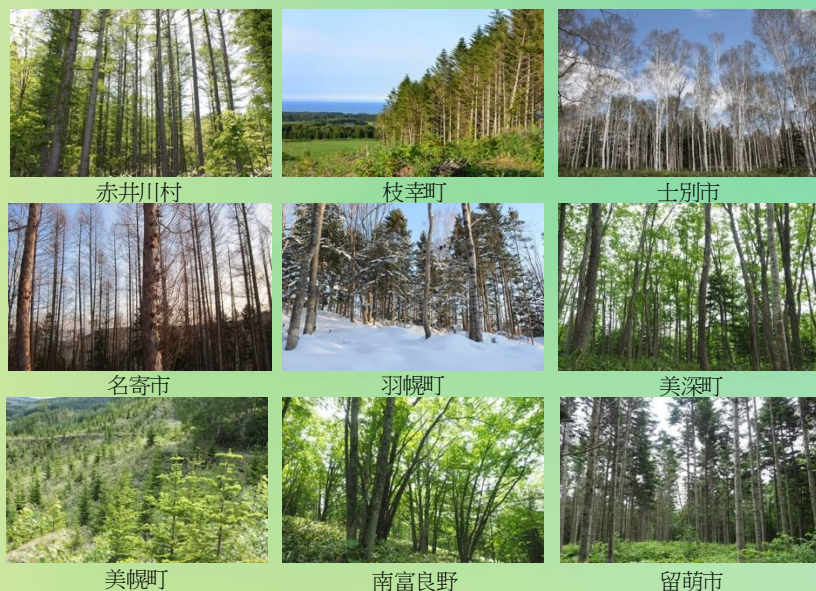 赤井川村
枝幸町
士別市
名寄市
羽幌町
美深町
美幌町
南富良野
留萌市